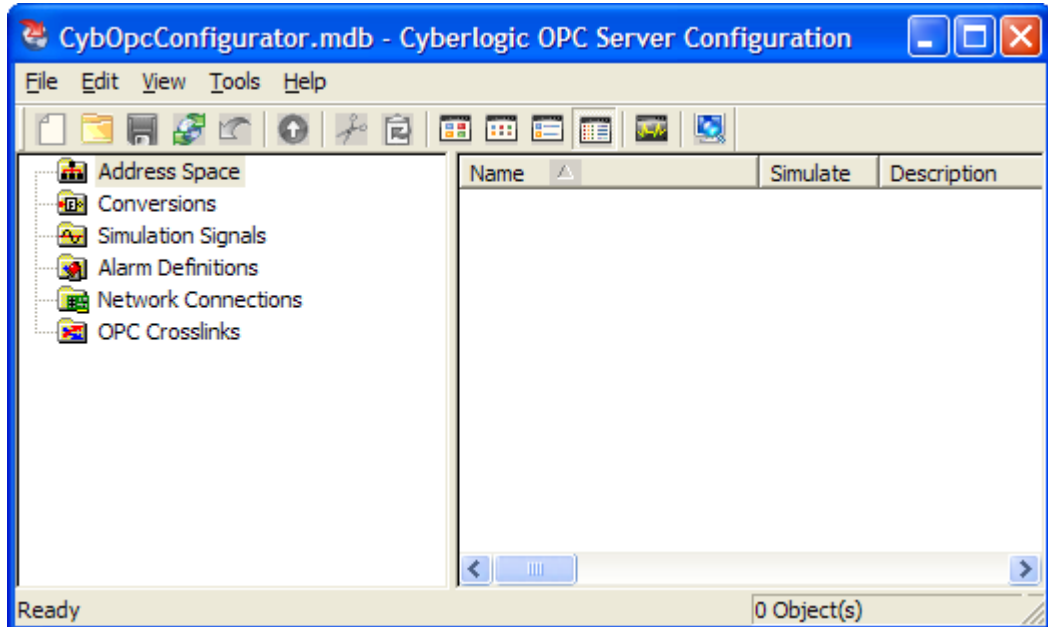 CybOpcConfigurator.mdb - Cyberlogic OPC Server Configuration
File Edit View Tools Help
Address Space
Conversions
Simulation Signals
Alarm Definitions
Network Connections
OPC Crosslinks
Name Simulate Description
Ready 0 Object(s)